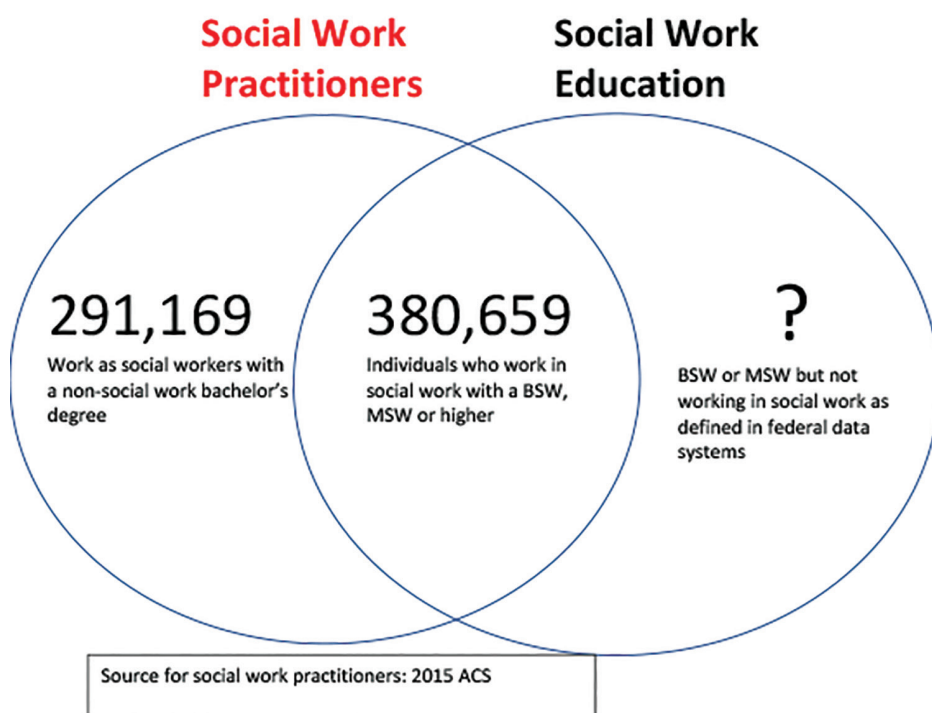 Social Work
Practitioners
Social Work
Education
291,169
Work as social workers with
a non-social work bachelor's
degree
380,659
Individuals who work in
social work with a BSW,
MSW or higher
?
BSW or MSW but not
working in social work as
defined in federal data
systems
Source for social work practitioners: 2015 ACS